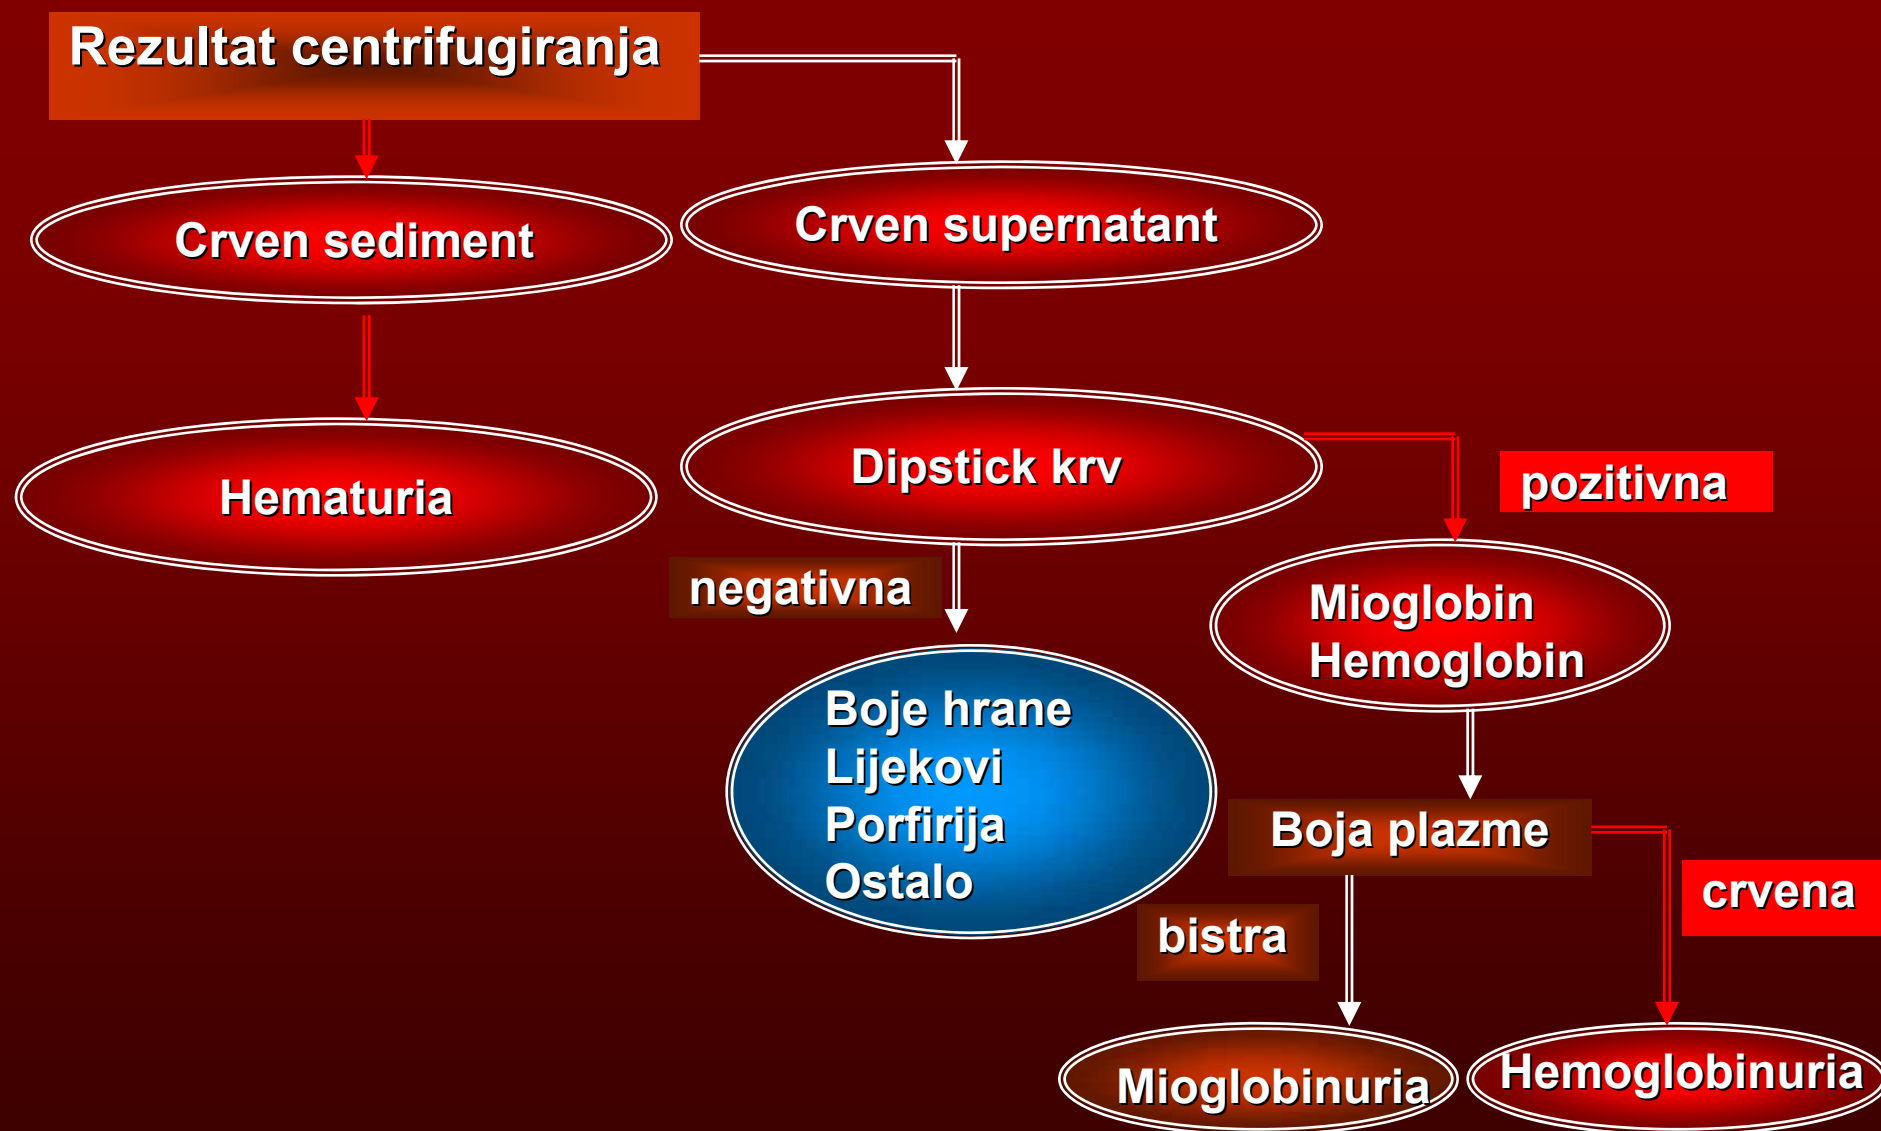 Rezultat centrifugiranja
Crven sediment
Crven supernatant
Hematuria
Dipstick krv
pozitivna
negativna
Mioglobin
Hemoglobin
Boje hrane
Lijekovi
Porfirija
Ostalo
Boja plazme
crvena
bistra
Mioglobinuria
Hemoglobinuria